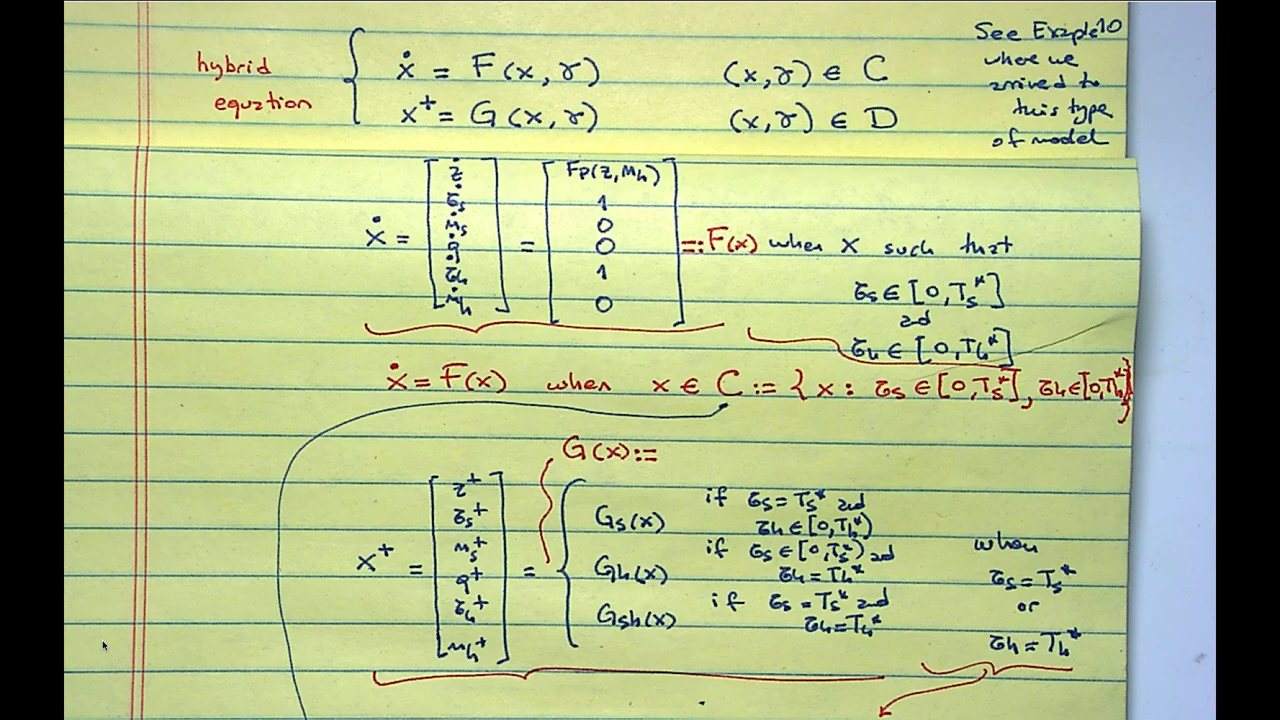 hybrid
equation
ẋ = F(x, γ) (x, γ) ∈ C
x⁺ = G(x, γ) (x, γ) ∈ D
See Example 10
where we
arrived to
this type
of model
ẋ = [ż, τ̇s, ṁs, q̇, τ̇h, ṁh] = [Fp(z, mh), 1, 0, 0, 1, 0] =: F(x) when x such that
τs ∈ [0, Ts*]
and
τh ∈ [0, Th*]
ẋ = F(x) when x ∈ C := { x : τs ∈ [0, Ts*], τh ∈ [0, Th*]}
G(x) :=
x⁺ = [z⁺, τs⁺, ms⁺, q⁺, τh⁺, mh⁺] =
Gs(x) if τs = Ts* and
τh ∈ [0, Th*)
Gh(x) if τs ∈ [0, Ts*) and
τh = Th*
Gsh(x) if τs = Ts* and
τh = Th*
when
τs = Ts*
or
τh = Th*